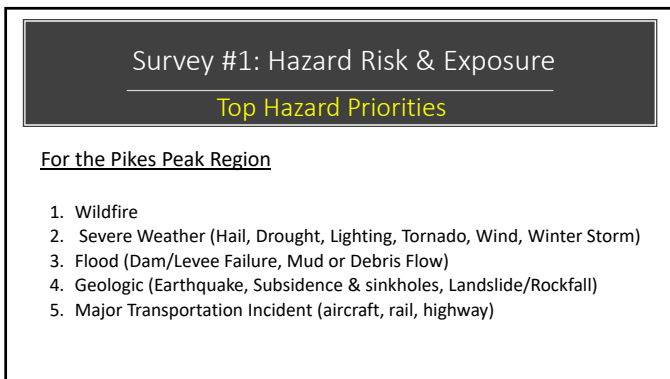 Survey #1: Hazard Risk & Exposure
Top Hazard Priorities
For the Pikes Peak Region
1. Wildfire
2. Severe Weather (Hail, Drought, Lighting, Tornado, Wind, Winter Storm)
3. Flood (Dam/Levee Failure, Mud or Debris Flow)
4. Geologic (Earthquake, Subsidence & sinkholes, Landslide/Rockfall)
5. Major Transportation Incident (aircraft, rail, highway)